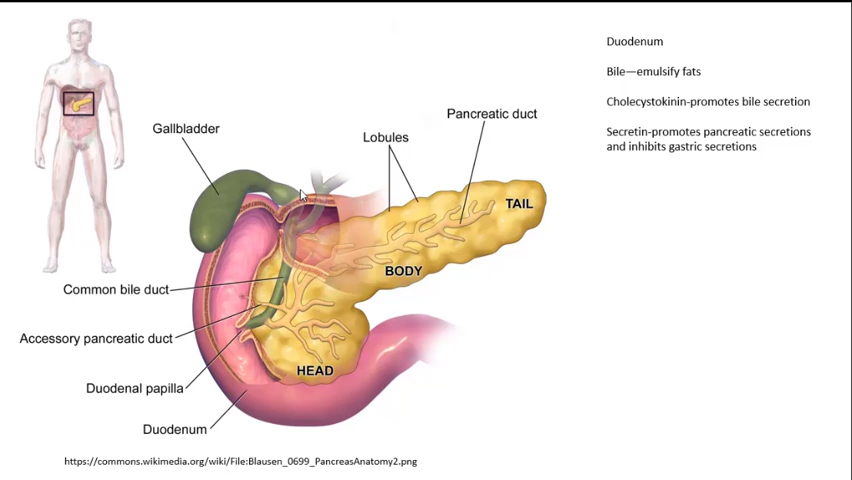 Duodenum
Bile—emulsify fats
Cholecystokinin-promotes bile secretion
Secretin-promotes pancreatic secretions
and inhibits gastric secretions
Pancreatic duct
Gallbladder
Lobules
TAIL
BODY
Common bile duct
Accessory pancreatic duct
HEAD
Duodenal papilla
Duodenum
https://commons.wikimedia.org/wiki/File:Blausen_0699_PancreasAnatomy2.png